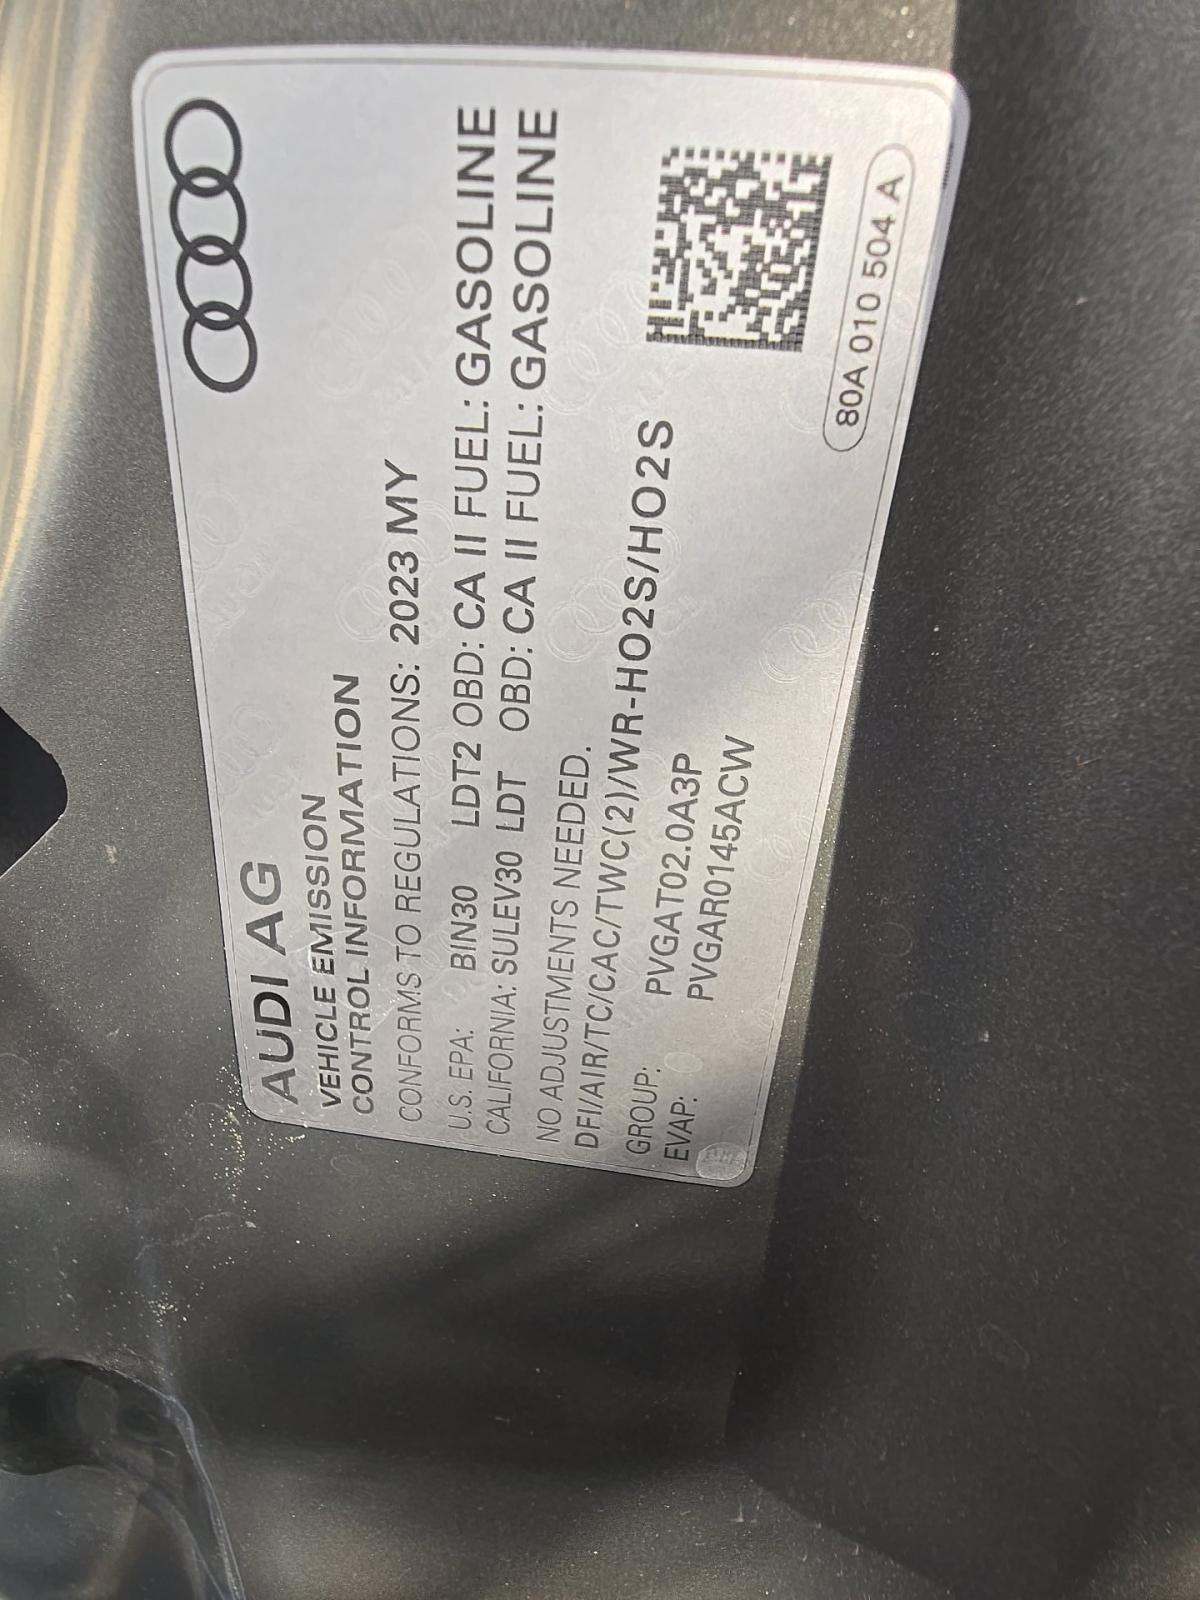 AUDI AG
VEHICLE EMISSION
CONTROL INFORMATION
CONFORMS TO REGULATIONS: 2023 MY
U.S. EPA: BIN30 LDT2 OBD: CA II FUEL: GASOLINE
CALIFORNIA: SULEV30 LDT OBD: CA II FUEL: GASOLINE
NO ADJUSTMENTS NEEDED.
DFI/AIR/TC/CAC/TWC(2)/WR-HO2S/HO2S
GROUP: PVGAT02.0A3P
EVAP: PVGAR0145ACW
80A 010 504 A